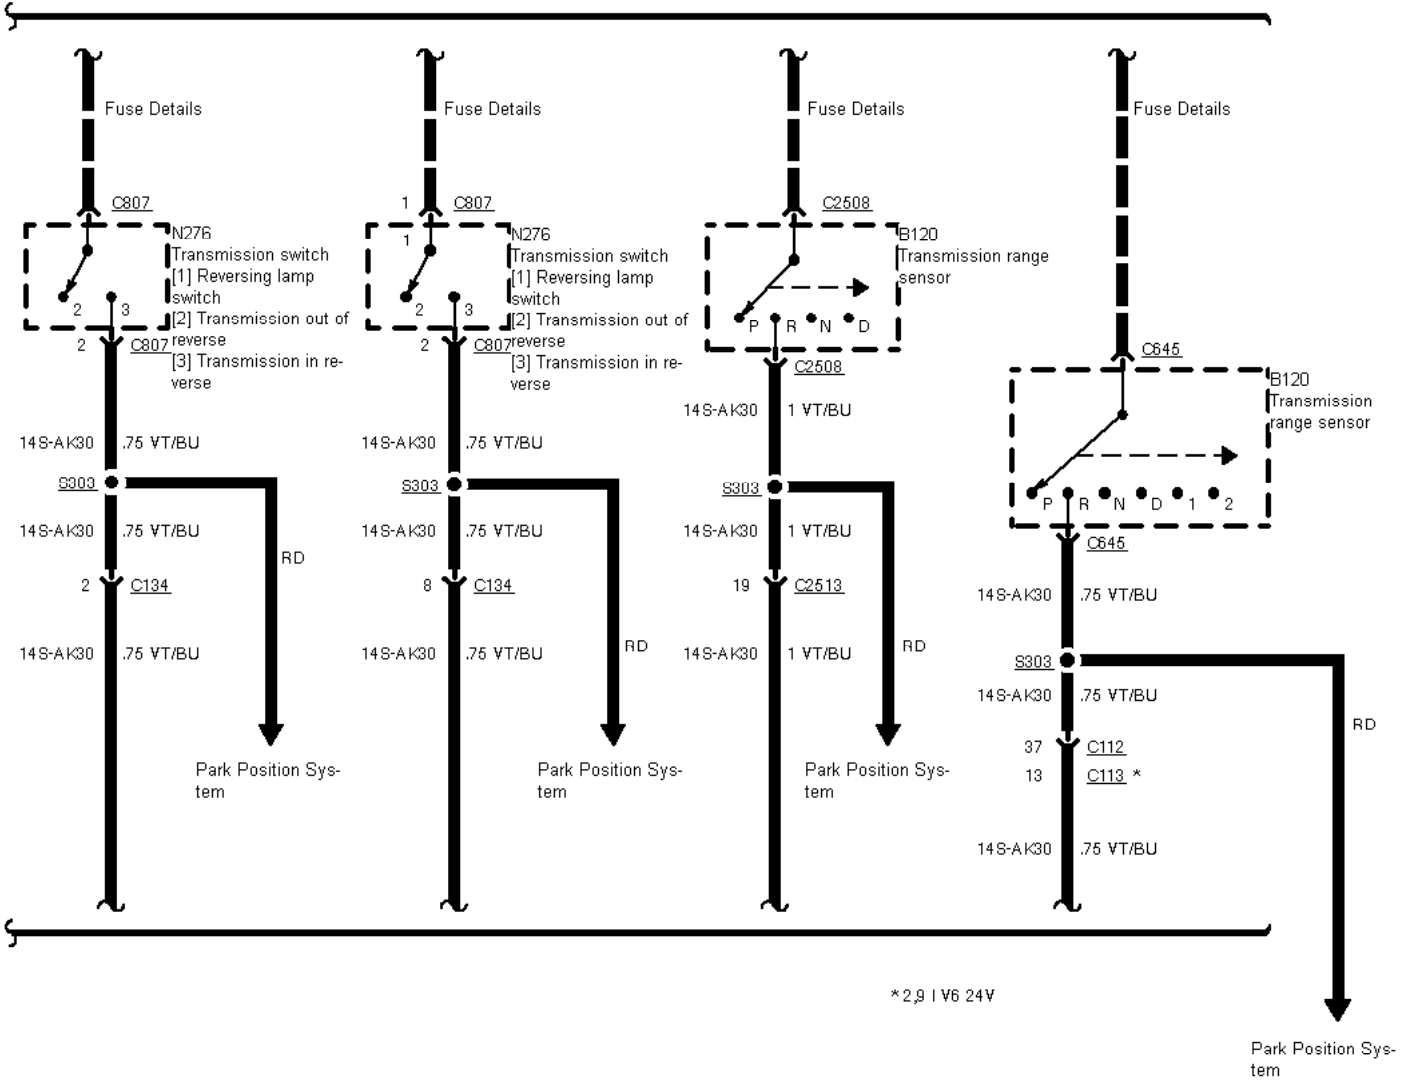 Fuse Details
C807
N276
Transmission switch
[1] Reversing lamp
switch
[2] Transmission out of
reverse
[3] Transmission in re-
verse
2
3
2
C807
14S-AK30
.75 VT/BU
S303
14S-AK30
.75 VT/BU
RD
2
C134
14S-AK30
.75 VT/BU
Park Position Sys-
tem
Fuse Details
1
C807
1
N276
Transmission switch
[1] Reversing lamp
switch
[2] Transmission out of
reverse
[3] Transmission in re-
verse
2
3
2
C807
14S-AK30
.75 VT/BU
S303
14S-AK30
.75 VT/BU
8
C134
RD
14S-AK30
.75 VT/BU
Park Position Sys-
tem
Fuse Details
C2508
B120
Transmission range
sensor
P
R
N
D
C2508
14S-AK30
1 VT/BU
S303
14S-AK30
1 VT/BU
19
C2513
RD
14S-AK30
1 VT/BU
Park Position Sys-
tem
Fuse Details
C645
B120
Transmission
range sensor
P
R
N
D
1
2
C645
14S-AK30
.75 VT/BU
S303
14S-AK30
.75 VT/BU
RD
37
C112
13
C113 *
14S-AK30
.75 VT/BU
* 2,9 l V6 24V
Park Position Sys-
tem